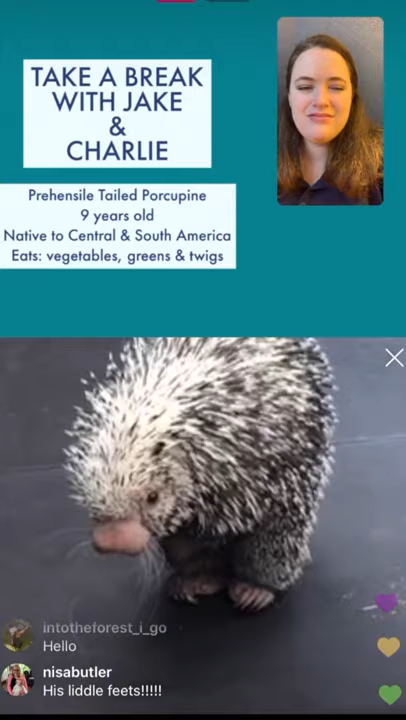 TAKE A BREAK
WITH JAKE
&
CHARLIE
Prehensile Tailed Porcupine
9 years old
Native to Central & South America
Eats: vegetables, greens & twigs
intotheforest_i_go
Hello
nisabutler
His liddle feets!!!!!